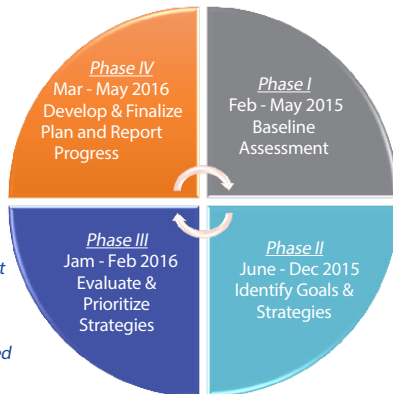 Phase IV
Mar - May 2016
Develop & Finalize
Plan and Report
Progress
Phase I
Feb - May 2015
Baseline
Assessment
Phase III
Jam - Feb 2016
Evaluate &
Prioritize
Strategies
Phase II
June - Dec 2015
Identify Goals &
Strategies